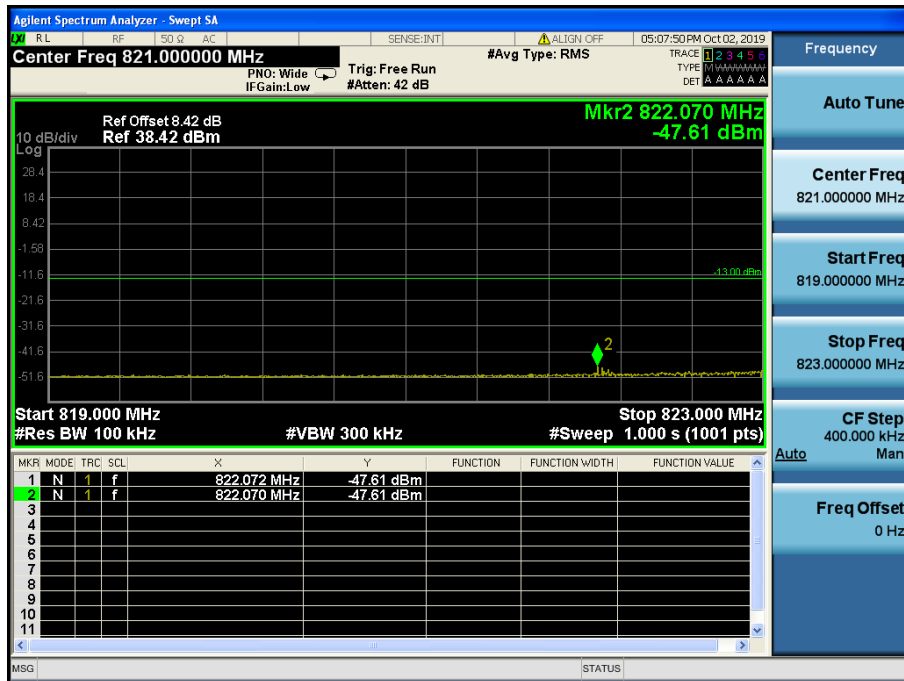 Agilent Spectrum Analyzer - Swept SA
LXI RL RF 50 Ω AC SENSE:INT ALIGN OFF 05:07:50 PM Oct 02, 2019
Center Freq 821.000000 MHz #Avg Type: RMS TRACE 1 2 3 4 5 6
PNO: Wide Trig: Free Run TYPE M WWWWW
IFGain:Low #Atten: 42 dB DET A A A A A A
Mkr2 822.070 MHz
-47.61 dBm
Ref Offset 8.42 dB
10 dB/div Ref 38.42 dBm
Log
28.4
18.4
8.42
-1.58
-11.6
-13.00 dBm
-21.6
-31.6
-41.6
2
-51.6
Start 819.000 MHz Stop 823.000 MHz
#Res BW 100 kHz #VBW 300 kHz #Sweep 1.000 s (1001 pts)
MKR MODE TRC SCL X Y FUNCTION FUNCTION WIDTH FUNCTION VALUE
1 N 1 f 822.072 MHz -47.61 dBm
2 N 1 f 822.070 MHz -47.61 dBm
3
4
5
6
7
8
9
10
11
MSG STATUS
Frequency
Auto Tune
Center Freq
821.000000 MHz
Start Freq
819.000000 MHz
Stop Freq
823.000000 MHz
CF Step
400.000 kHz
Auto Man
Freq Offset
0 Hz